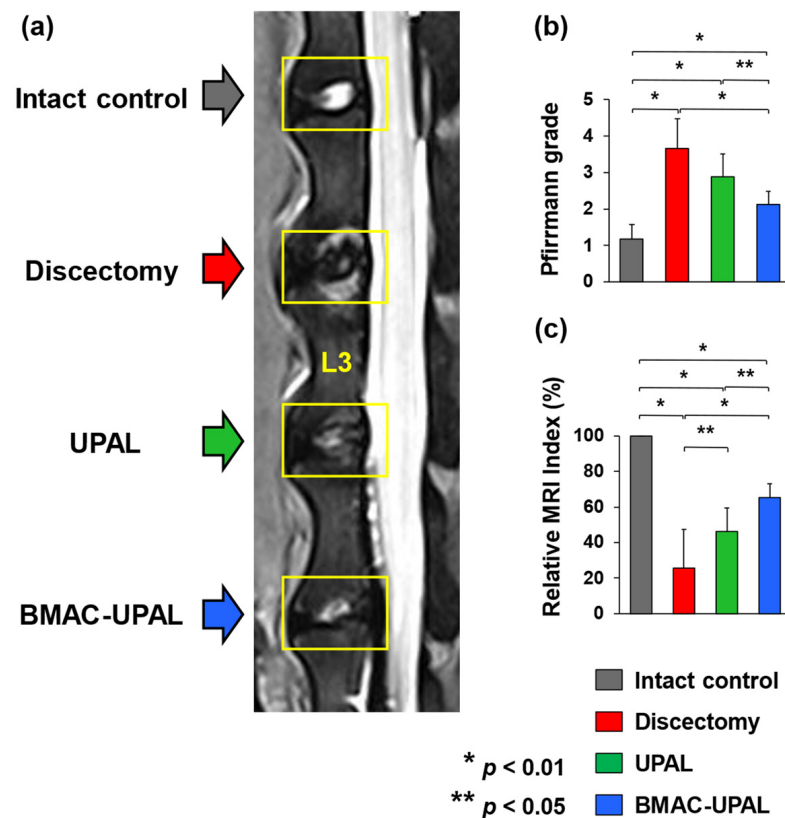 (a)
Intact control
Discectomy
L3
UPAL
BMAC-UPAL
(b)
*
* **
* *
Pfirrmann grade
5
4
3
2
1
0
(c)
*
* **
* *
**
Relative MRI Index (%)
100
80
60
40
20
0
Intact control
Discectomy
UPAL
BMAC-UPAL
* p < 0.01
** p < 0.05